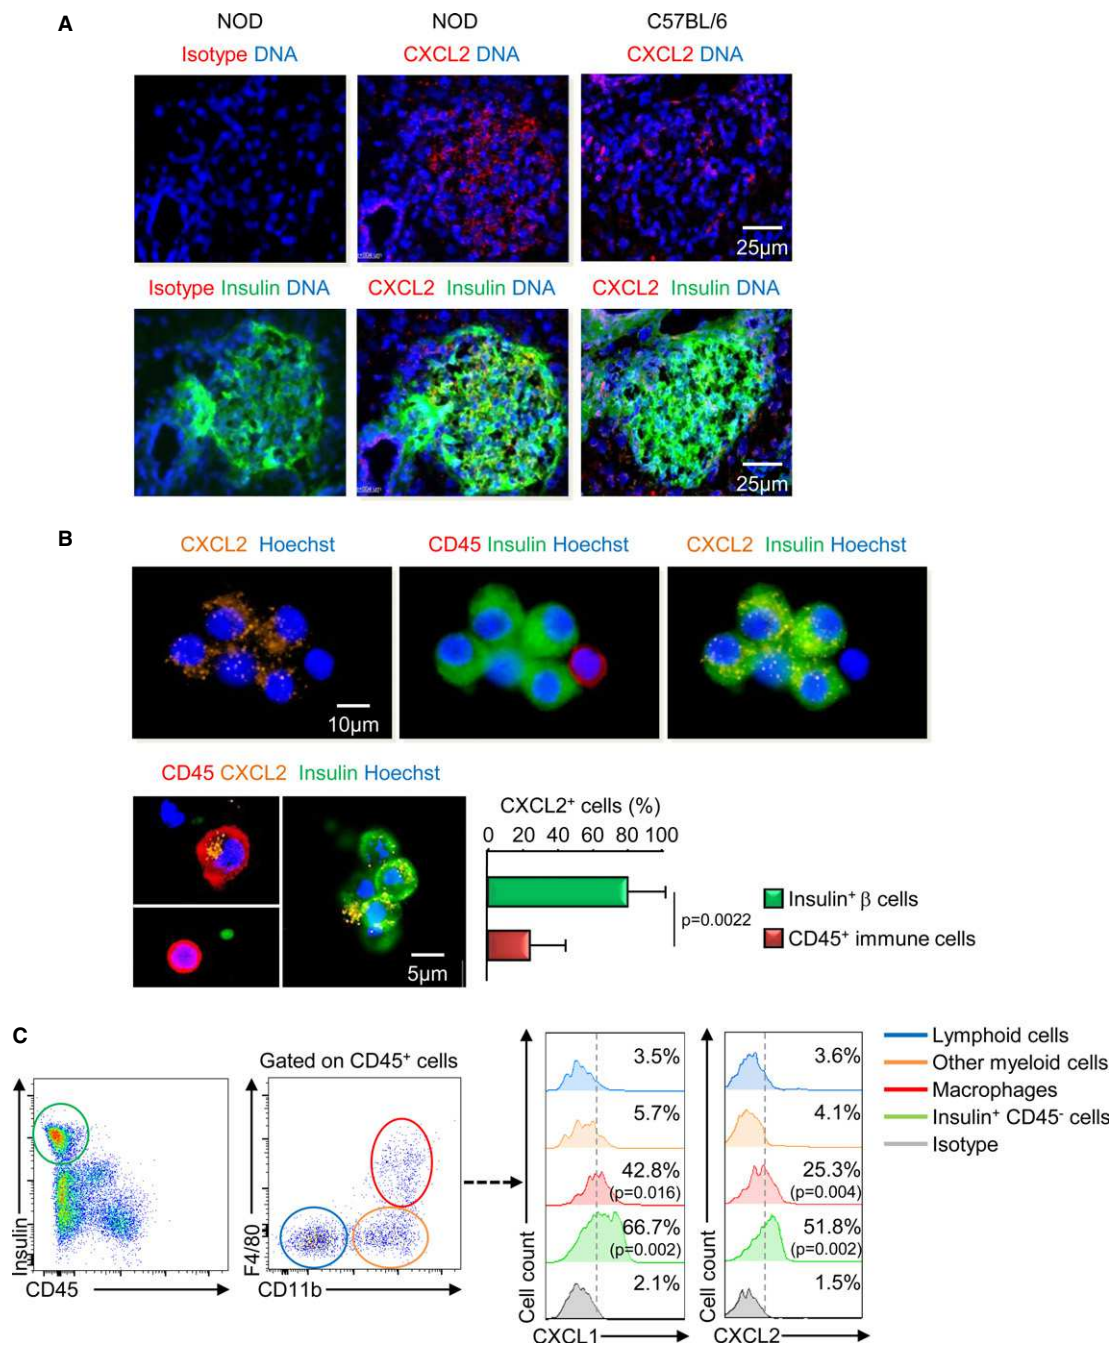 A
NOD NOD C57BL/6
Isotype DNA CXCL2 DNA CXCL2 DNA
25µm
Isotype Insulin DNA CXCL2 Insulin DNA CXCL2 Insulin DNA
25µm
B
CXCL2 Hoechst CD45 Insulin Hoechst CXCL2 Insulin Hoechst
10µm
CD45 CXCL2 Insulin Hoechst
5µm
CXCL2⁺ cells (%)
0 20 40 60 80 100
p=0.0022
Insulin⁺ β cells
CD45⁺ immune cells
C
Insulin
CD45
Gated on CD45⁺ cells
F4/80
CD11b
Cell count
Cell count
3.5%
5.7%
42.8%
(p=0.016)
66.7%
(p=0.002)
2.1%
CXCL1
Cell count
Cell count
3.6%
4.1%
25.3%
(p=0.004)
51.8%
(p=0.002)
1.5%
CXCL2
Lymphoid cells
Other myeloid cells
Macrophages
Insulin⁺ CD45⁻ cells
Isotype